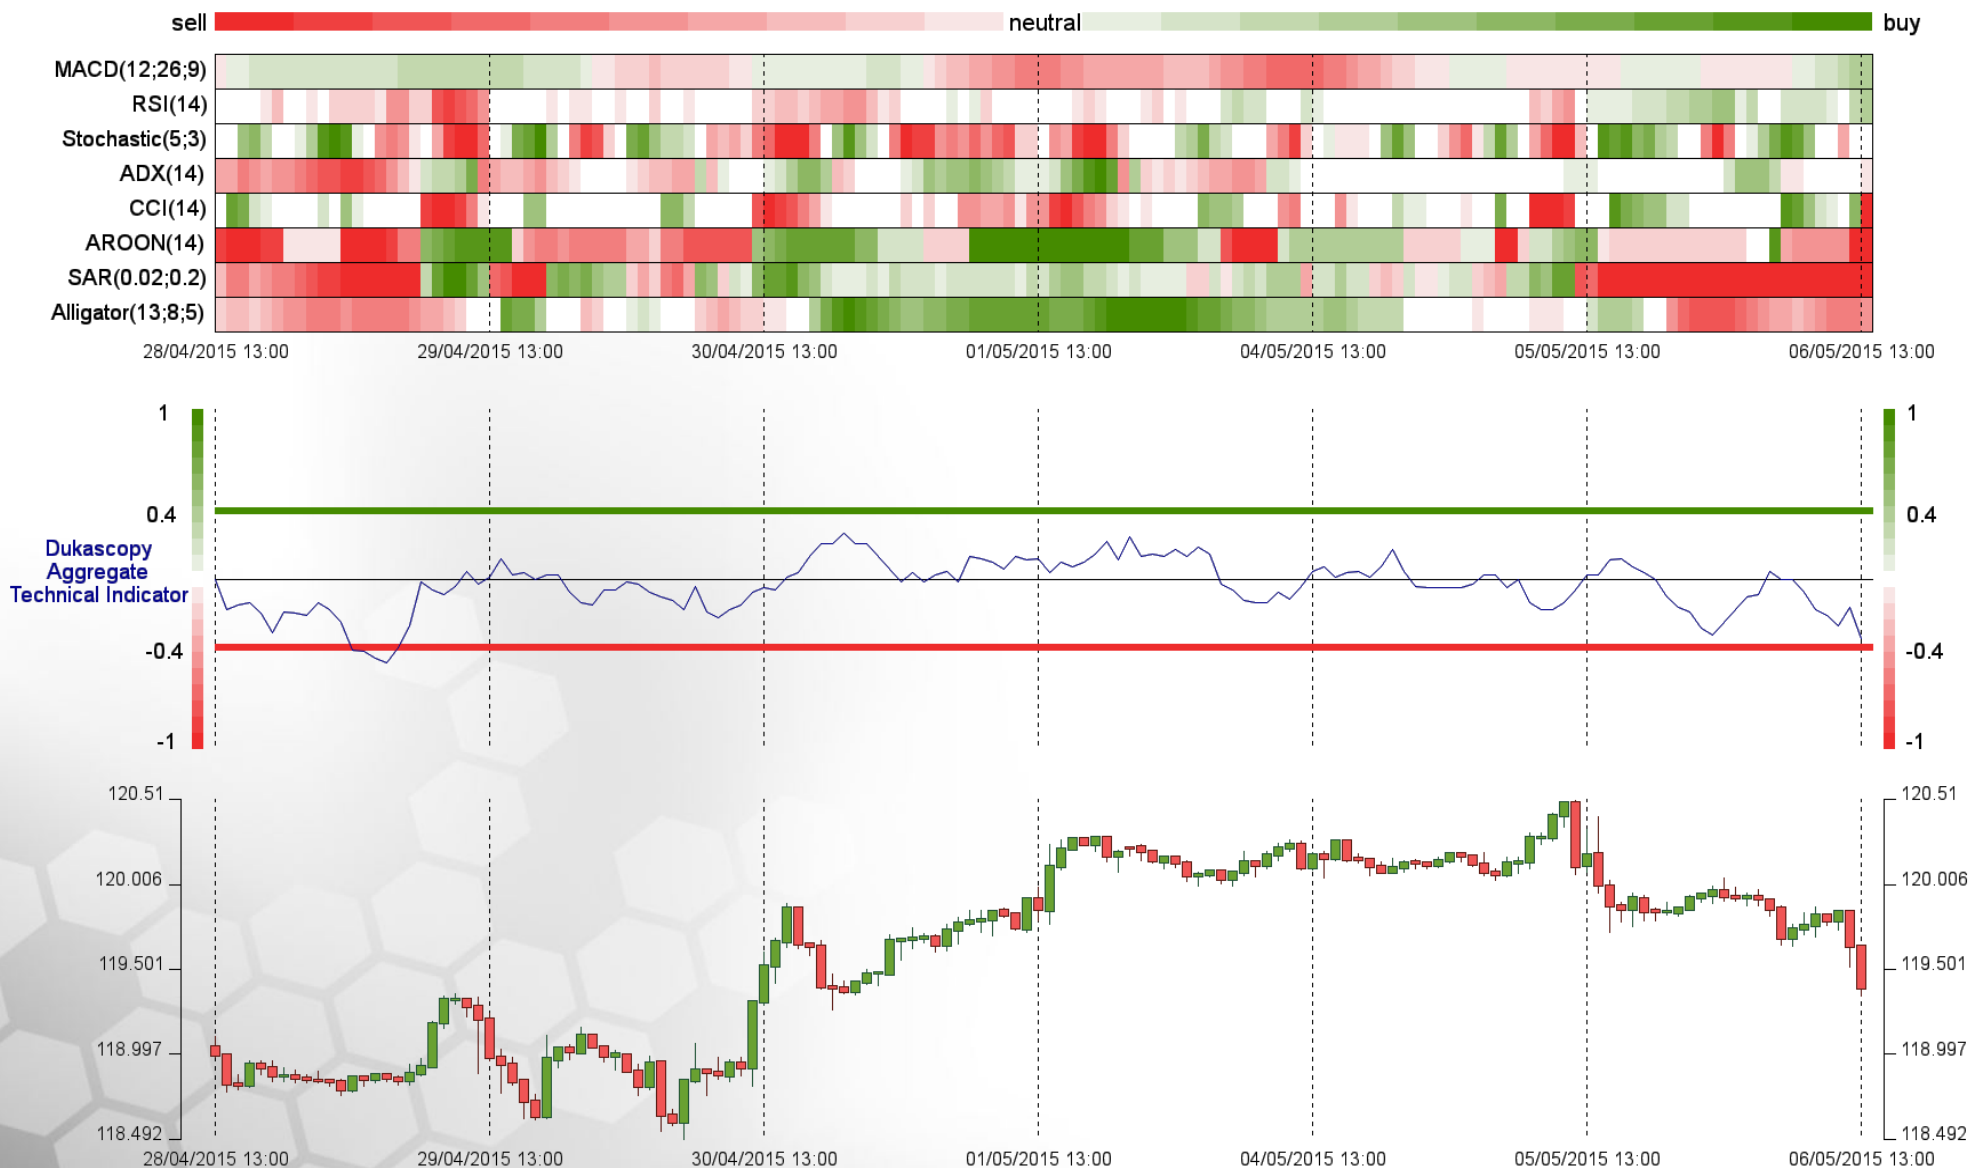 sell neutral buy
MACD(12;26;9)
RSI(14)
Stochastic(5;3)
ADX(14)
CCI(14)
AROON(14)
SAR(0.02;0.2)
Alligator(13;8;5)
28/04/2015 13:00 29/04/2015 13:00 30/04/2015 13:00 01/05/2015 13:00 04/05/2015 13:00 05/05/2015 13:00 06/05/2015 13:00
1 1
0.4 0.4
Dukascopy
Aggregate
Technical Indicator
-0.4 -0.4
-1 -1
120.51 120.51
120.006 120.006
119.501 119.501
118.997 118.997
118.492 118.492
28/04/2015 13:00 29/04/2015 13:00 30/04/2015 13:00 01/05/2015 13:00 04/05/2015 13:00 05/05/2015 13:00 06/05/2015 13:00